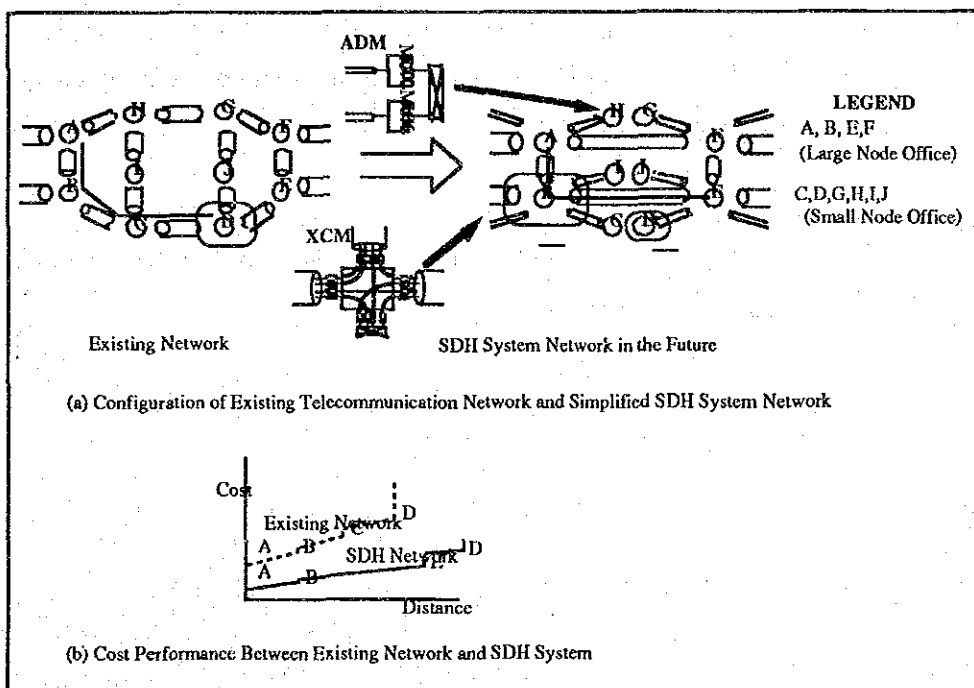 ADM
H G
A F
B E
I J
C
XCM
H G
A
I J
LEGEND
A, B, E,F
(Large Node Office)
C,D,G,H,I,J
(Small Node Office)
Existing Network
SDH System Network in the Future
(a) Configuration of Existing Telecommunication Network and Simplified SDH System Network
Cost
Existing Network
A B C D
SDH Network
A B D
Distance
(b) Cost Performance Between Existing Network and SDH System